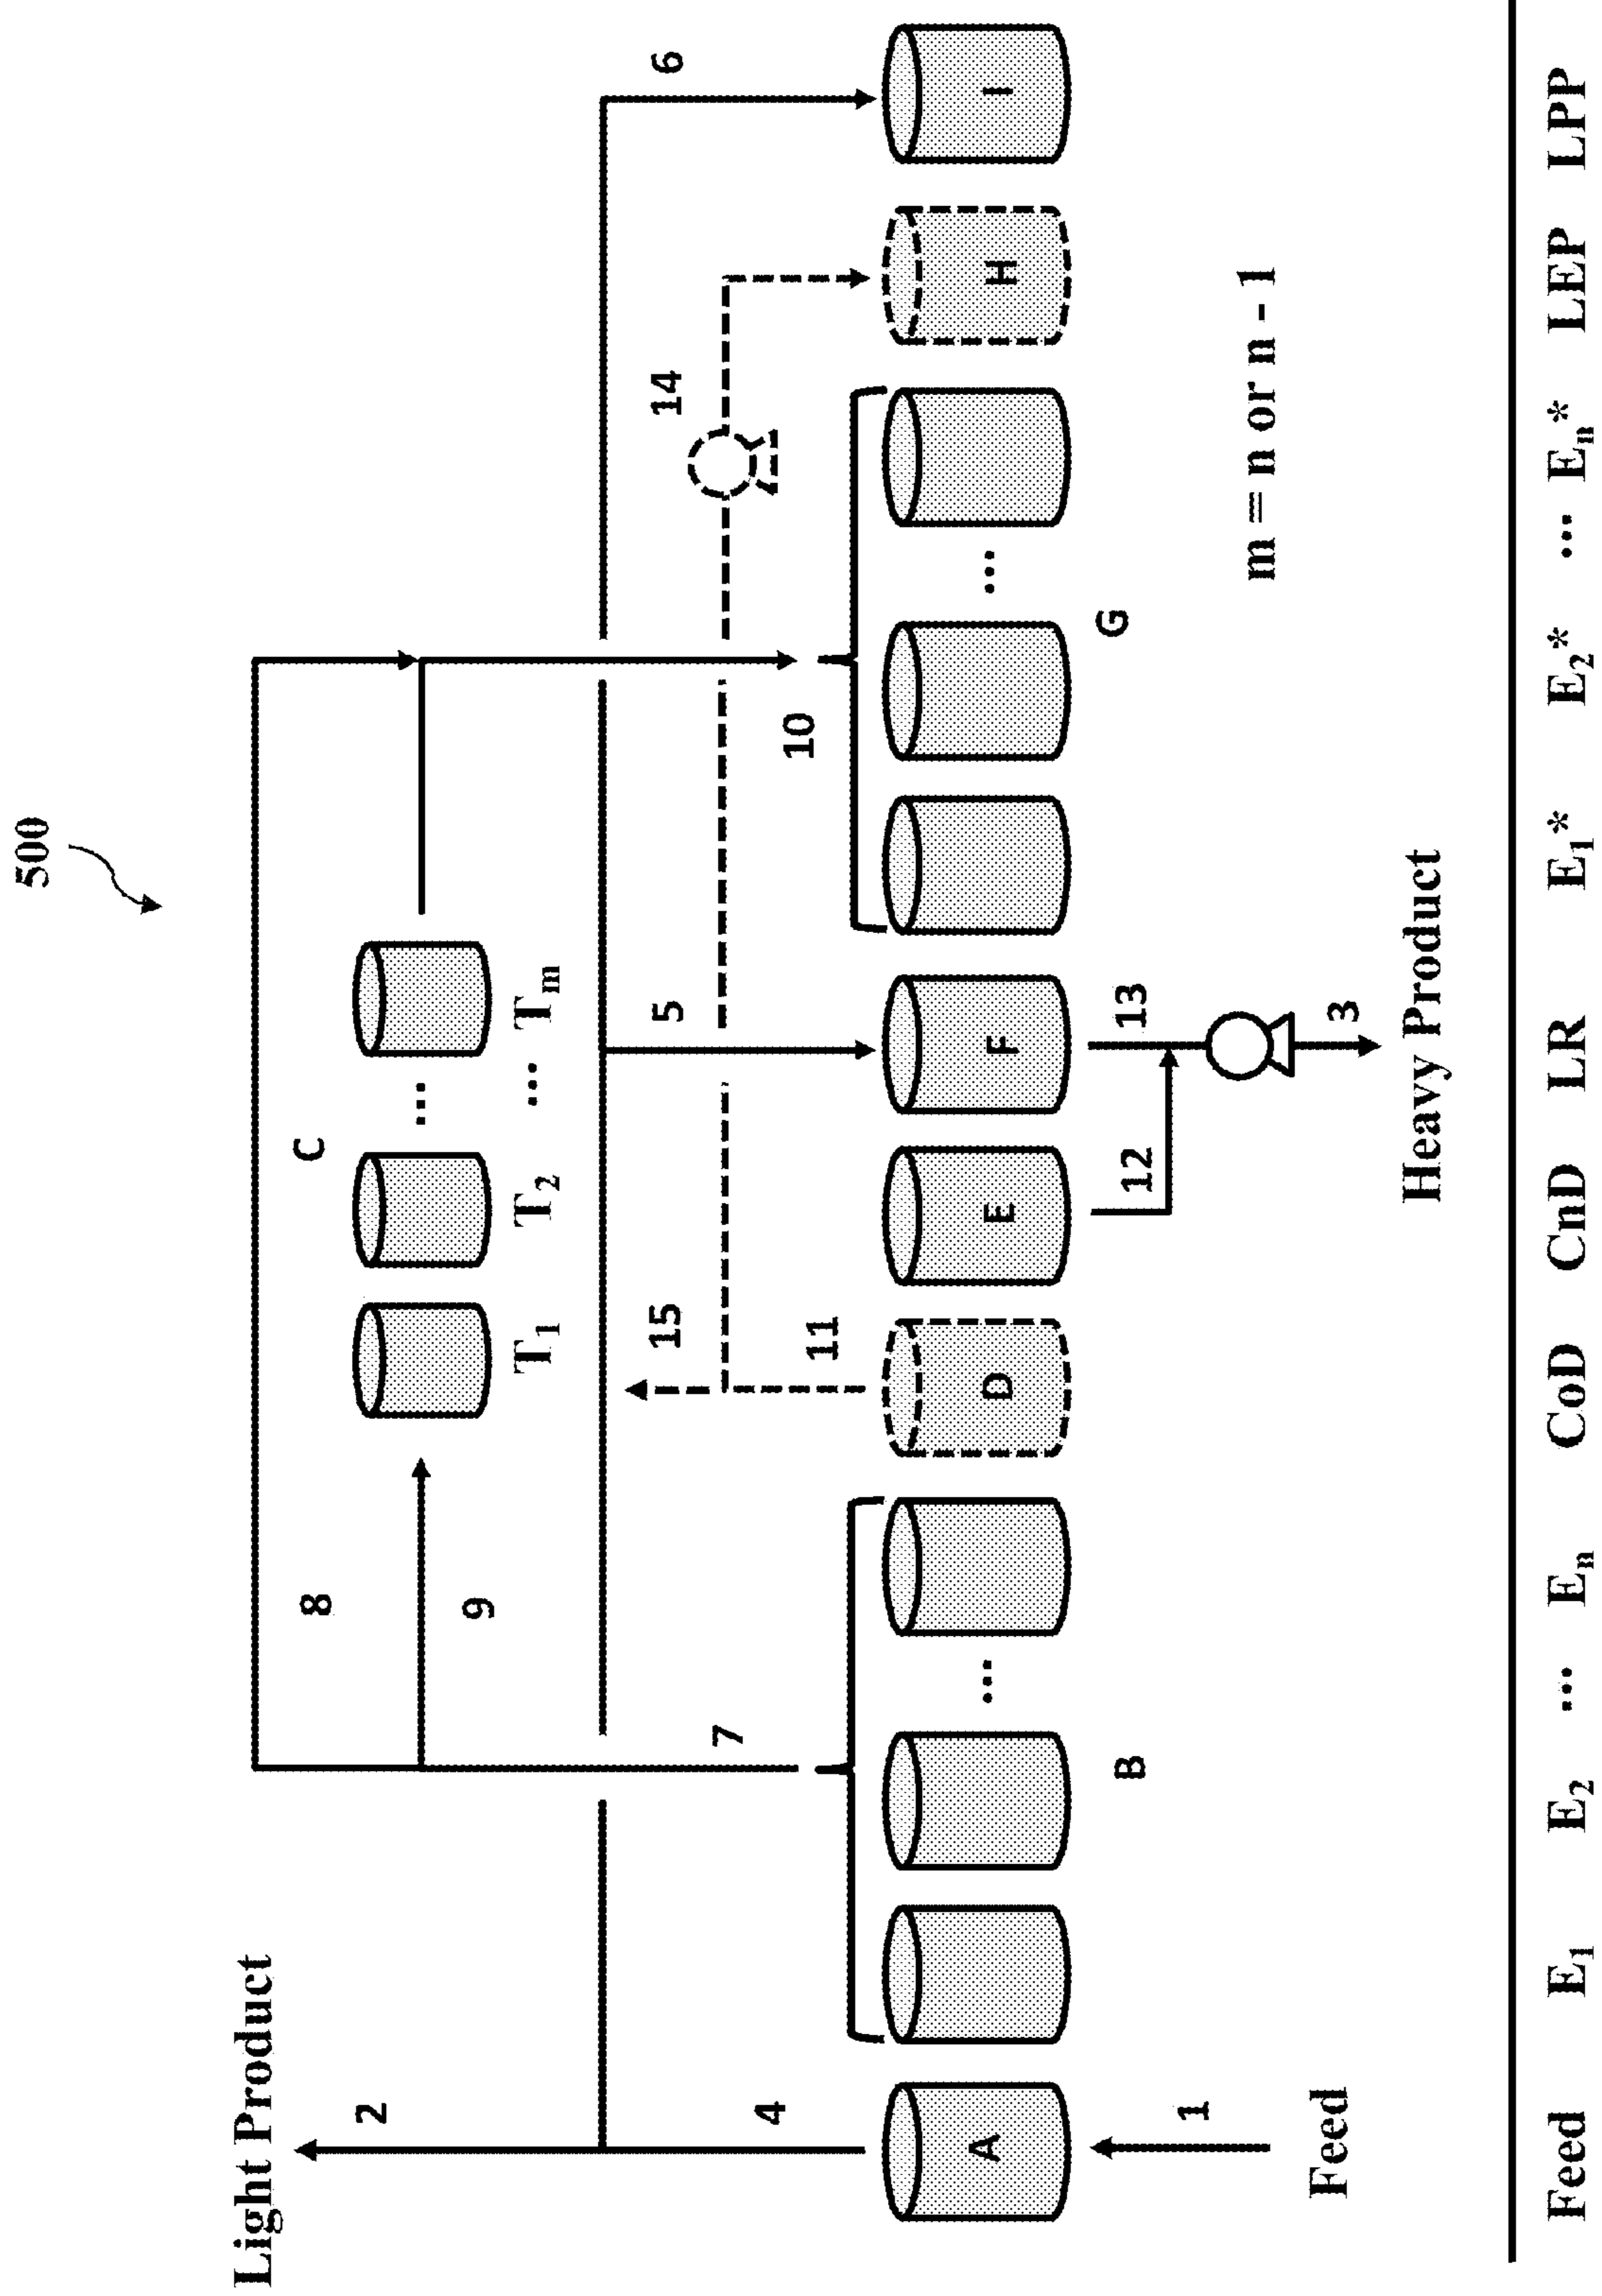 500
Light Product
2
8
9
C
T1 T2 ... Tm
4
7
15
5
14
6
11
10
A
...
D
E
F
...
H
I
1
B
12
13
G
Feed
3
Heavy Product
m = n or n - 1
Feed E1 E2 ... En CoD CnD LR E1* E2* ... En* LEP LPP